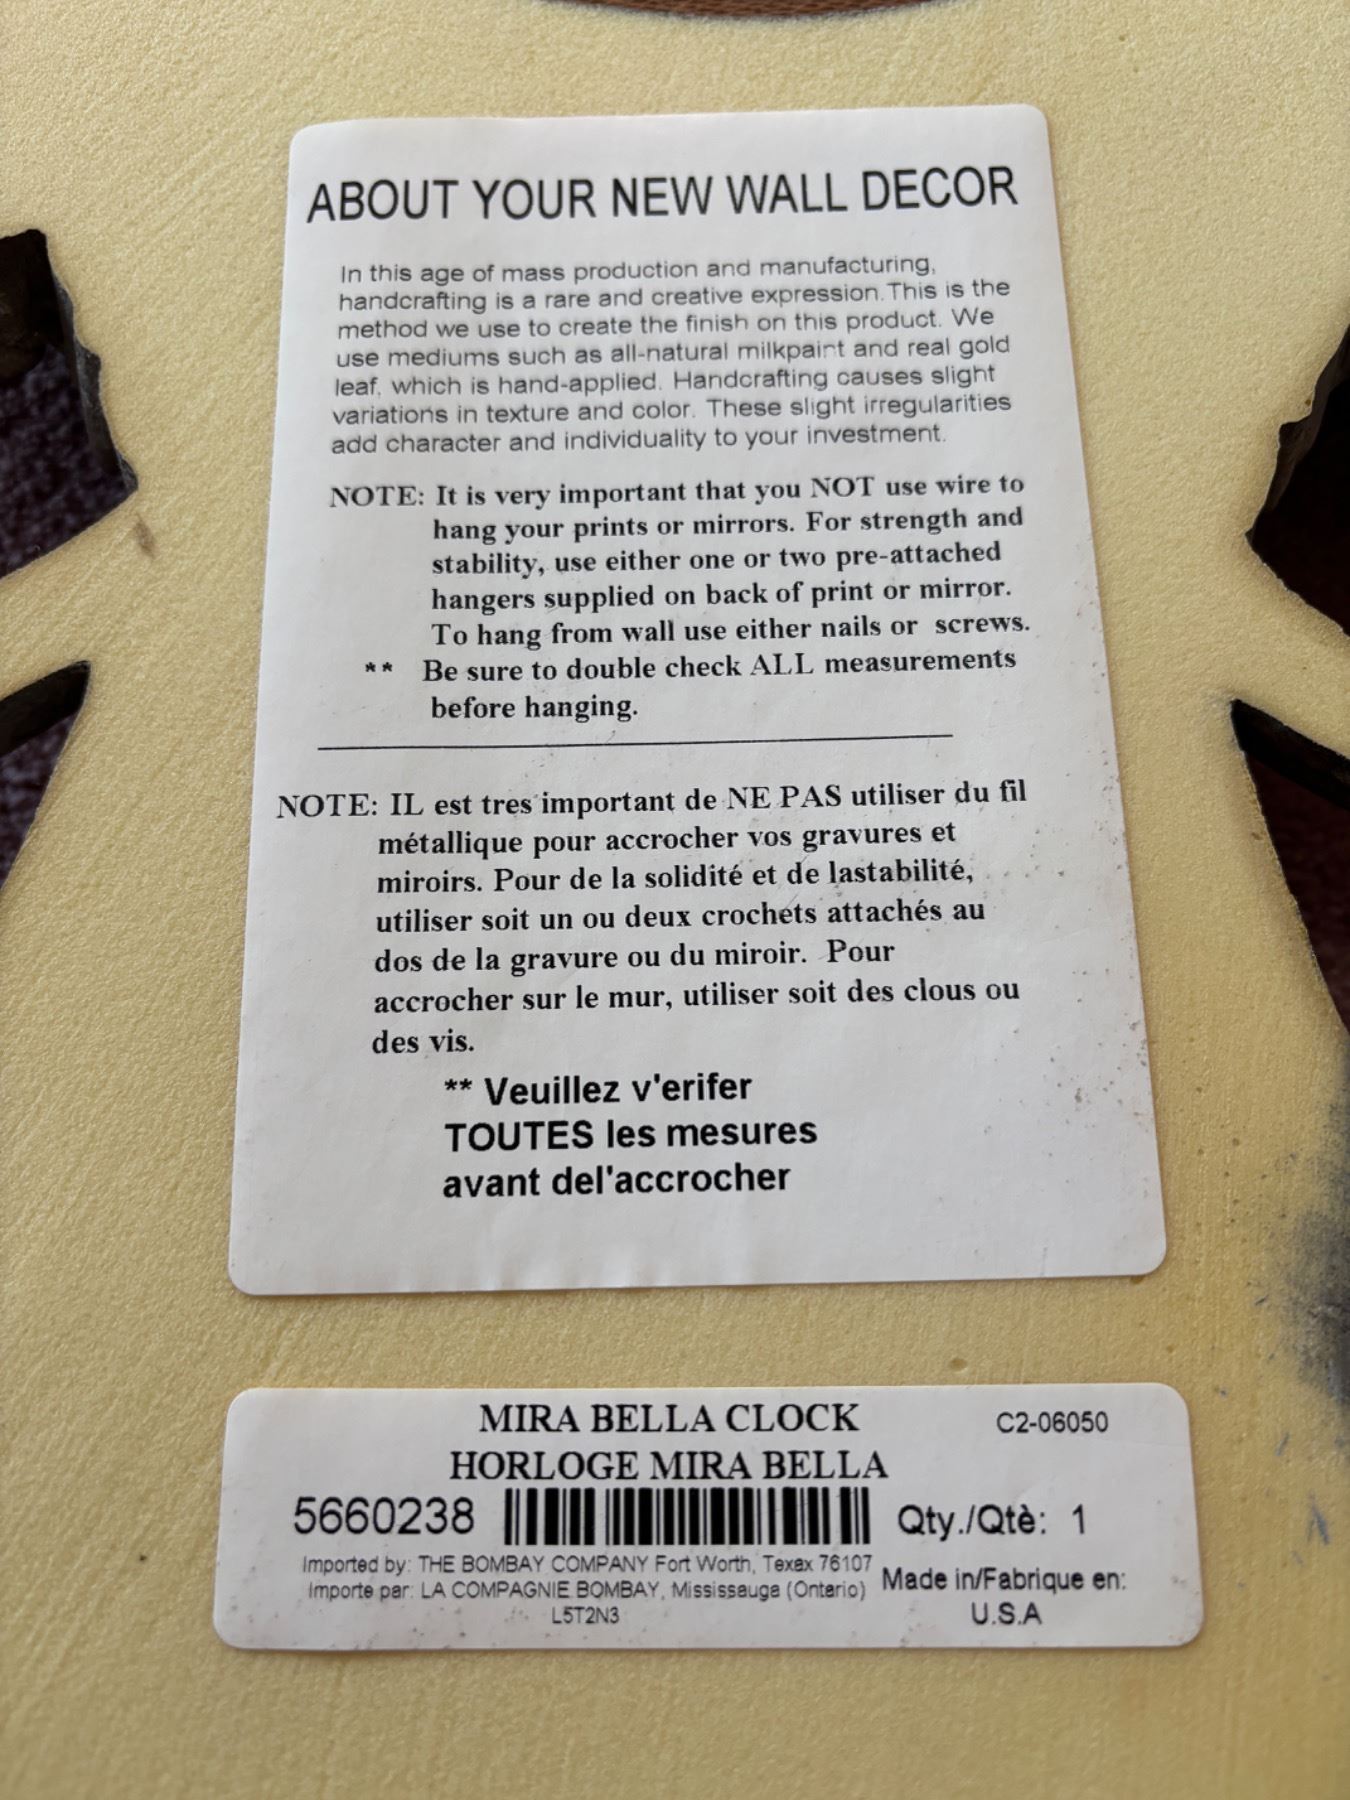 ABOUT YOUR NEW WALL DECOR
In this age of mass production and manufacturing,
handcrafting is a rare and creative expression. This is the
method we use to create the finish on this product. We
use mediums such as all-natural milkpaint and real gold
leaf, which is hand-applied. Handcrafting causes slight
variations in texture and color. These slight irregularities
add character and individuality to your investment.
NOTE: It is very important that you NOT use wire to
hang your prints or mirrors. For strength and
stability, use either one or two pre-attached
hangers supplied on back of print or mirror.
To hang from wall use either nails or screws.
** Be sure to double check ALL measurements
before hanging.
NOTE: IL est tres important de NE PAS utiliser du fil
métallique pour accrocher vos gravures et
miroirs. Pour de la solidité et de lastabilité,
utiliser soit un ou deux crochets attachés au
dos de la gravure ou du miroir. Pour
accrocher sur le mur, utiliser soit des clous ou
des vis.
** Veuillez v'erifer
TOUTES les mesures
avant del'accrocher
MIRA BELLA CLOCK C2-06050
HORLOGE MIRA BELLA
5660238 Qty./Qtè: 1
Imported by: THE BOMBAY COMPANY Fort Worth, Texax 76107
Importe par: LA COMPAGNIE BOMBAY, Mississauga (Ontario) Made in/Fabrique en:
L5T2N3 U.S.A